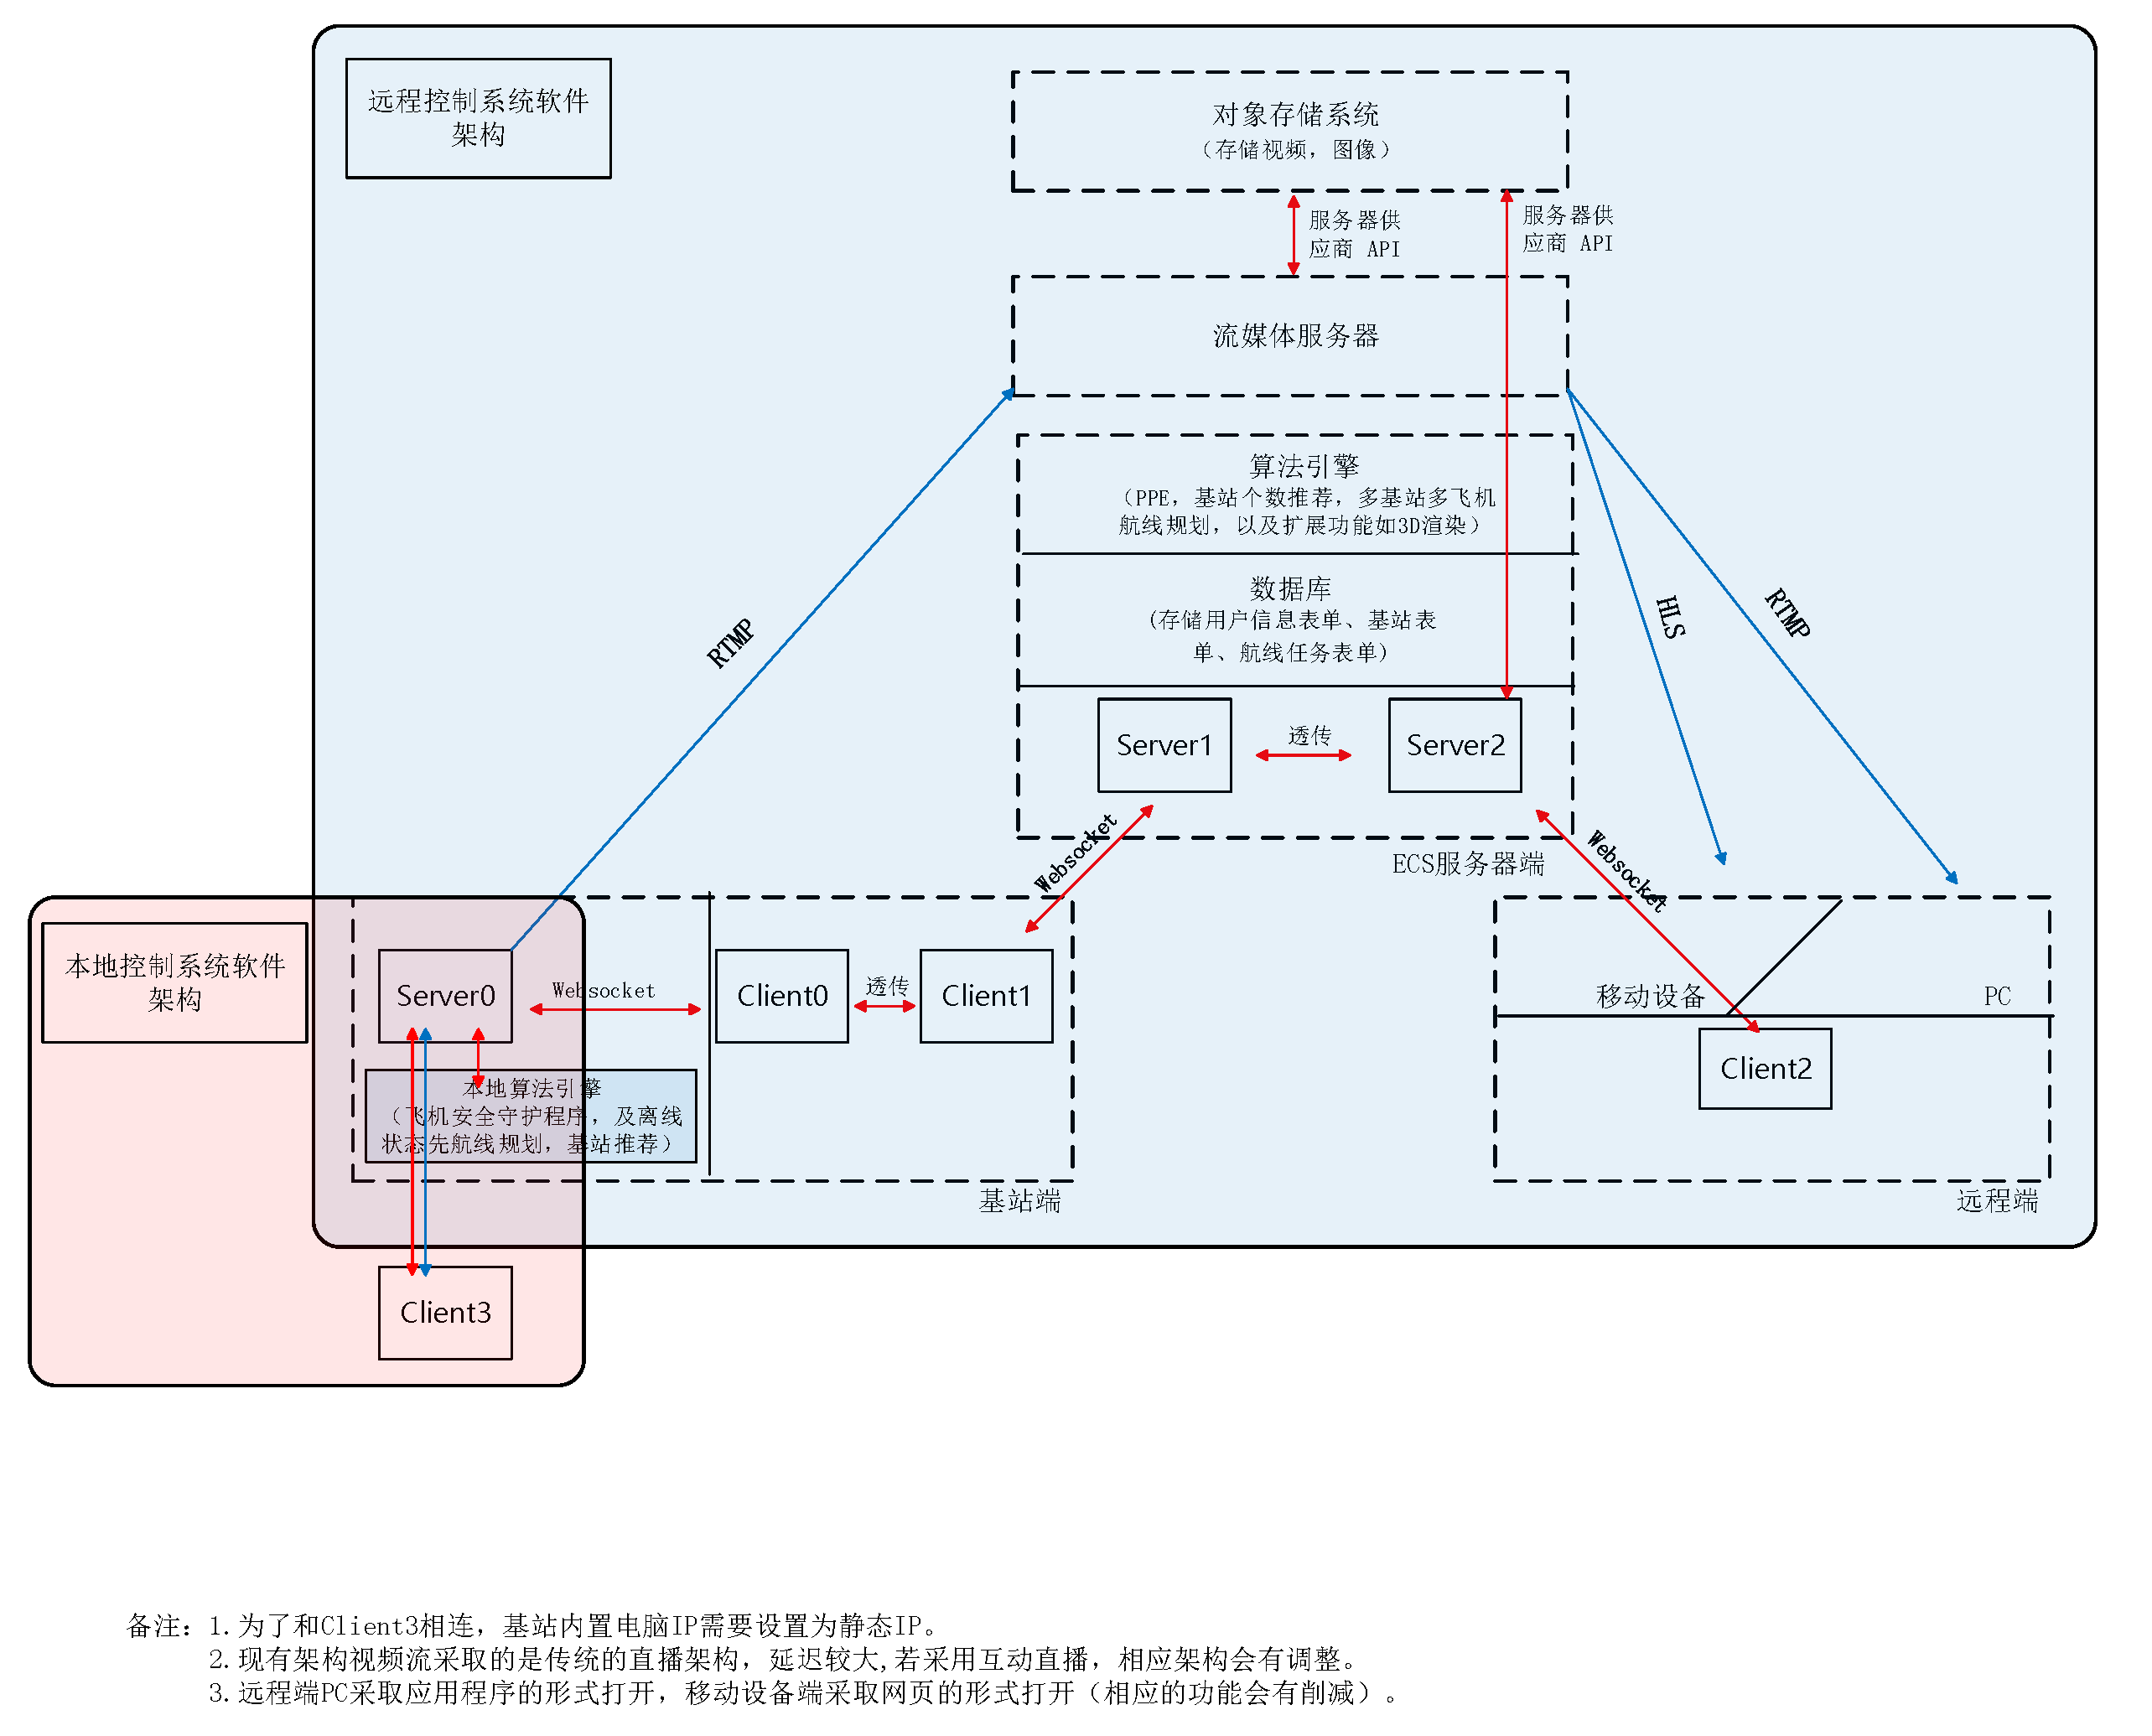 远程控制系统软件
架构
对象存储系统
（存储视频，图像）
服务器供
应商 API
服务器供
应商 API
流媒体服务器
算法引擎
（PPE，基站个数推荐，多基站多飞机
航线规划，以及扩展功能如3D渲染）
数据库
(存储用户信息表单、基站表
单、航线任务表单)
RTMP
HLS
RTMP
Server1
透传
Server2
Websocket
Websocket
ECS服务器端
本地控制系统软件
架构
Server0
Websocket
Client0
透传
Client1
移动设备
PC
Client2
本地算法引擎
（飞机安全守护程序，及离线
状态先航线规划，基站推荐）
基站端
远程端
Client3
备注：1.为了和Client3相连，基站内置电脑IP需要设置为静态IP。
2.现有架构视频流采取的是传统的直播架构，延迟较大,若采用互动直播，相应架构会有调整。
3.远程端PC采取应用程序的形式打开，移动设备端采取网页的形式打开（相应的功能会有削减）。